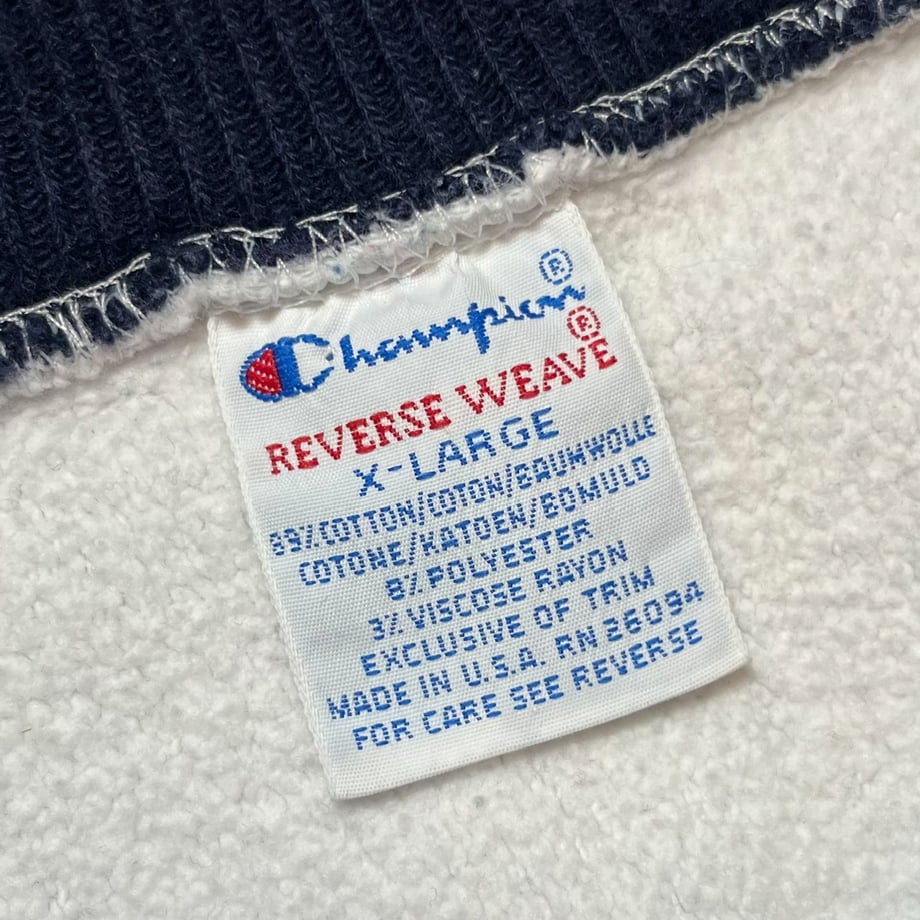 Champion®
REVERSE WEAVE®
X-LARGE
89% COTTON/COTON/BAUMWOLLE
COTONE/KATOEN/BOMULD
8% POLYESTER
3% VISCOSE RAYON
EXCLUSIVE OF TRIM
MADE IN U.S.A. RN 26094
FOR CARE SEE REVERSE